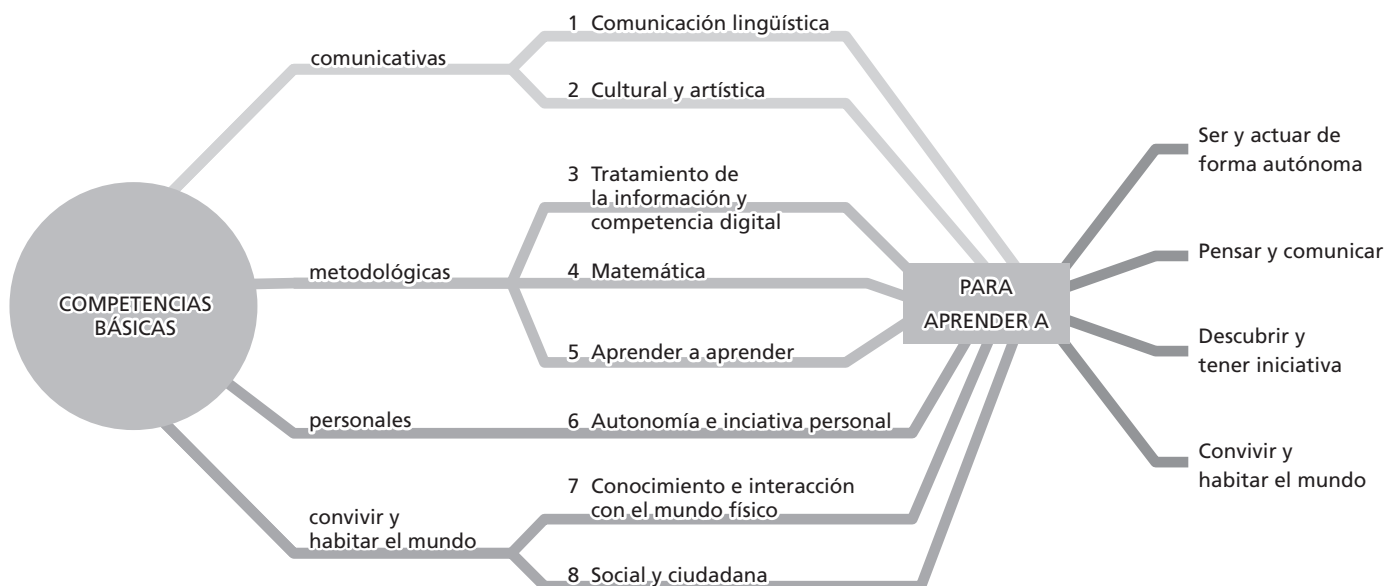 COMPETENCIAS
BÁSICAS
comunicativas
1 Comunicación lingüística
2 Cultural y artística
metodológicas
3 Tratamiento de
la información y
competencia digital
4 Matemática
5 Aprender a aprender
personales
6 Autonomía e inciativa personal
convivir y
habitar el mundo
7 Conocimiento e interacción
con el mundo físico
8 Social y ciudadana
PARA
APRENDER A
Ser y actuar de
forma autónoma
Pensar y comunicar
Descubrir y
tener iniciativa
Convivir y
habitar el mundo